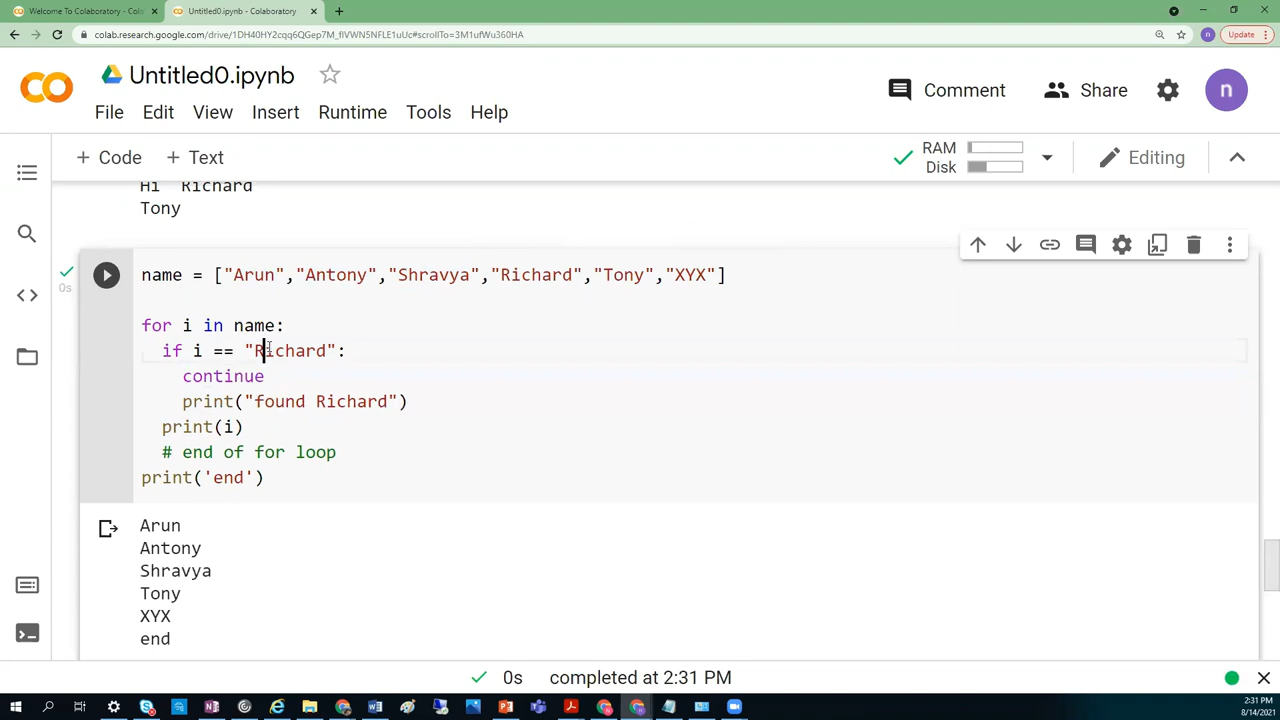 Welcome To Colaboratory - Col
Untitled0.ipynb - Colaboratory
colab.research.google.com/drive/1DH40HY2cqq6QGep7M_fIVWN5NFLE1uUc#scrollTo=3M1ufWu360HA
n
Update
Untitled0.ipynb
Comment
Share
n
File Edit View Insert Runtime Tools Help
+ Code + Text
RAM
Disk
Editing
Hi Richard
Tony
0s
name = ["Arun","Antony","Shravya","Richard","Tony","XYX"]
for i in name:
if i == "Richard":
continue
print("found Richard")
print(i)
# end of for loop
print('end')
Arun
Antony
Shravya
Tony
XYX
end
0s completed at 2:31 PM
2:31 PM
8/14/2021